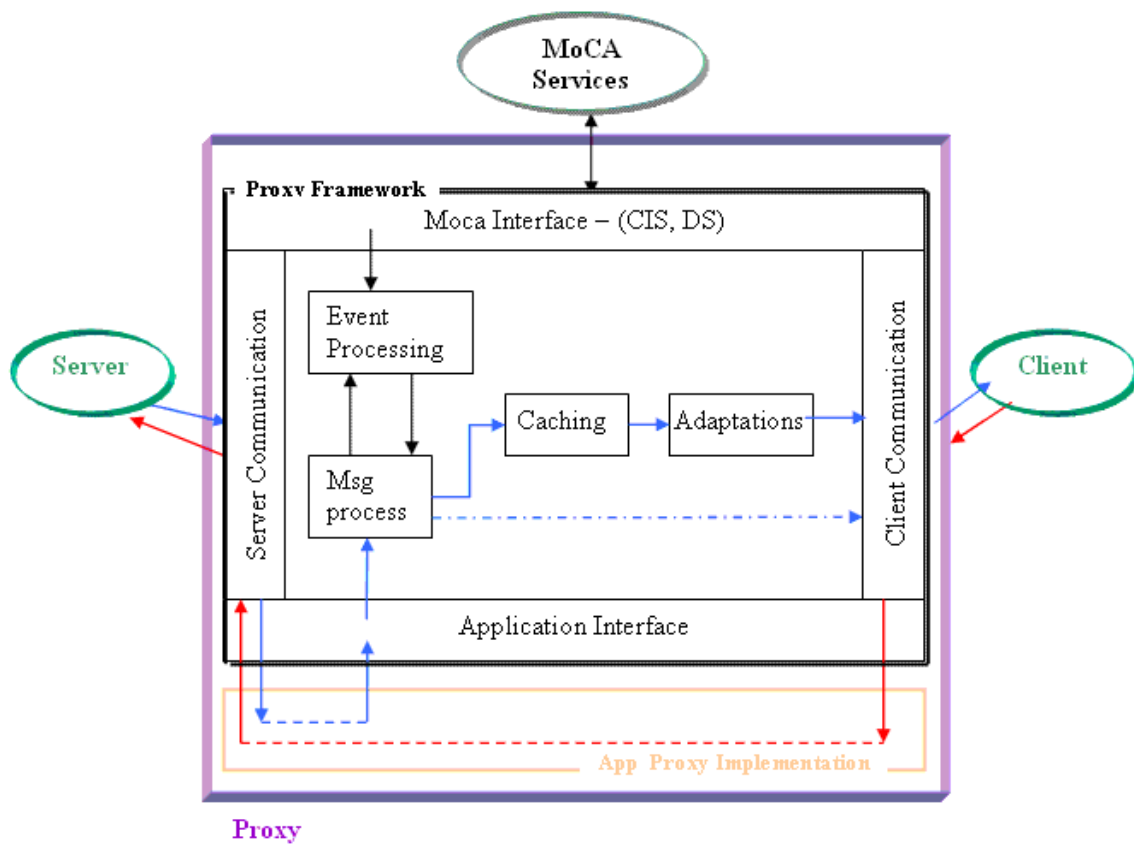 MoCA
Services
Proxy Framework
Moca Interface – (CIS, DS)
Server Communication
Event
Processing
Client Communication
Server
Client
Caching
Adaptations
Msg
process
Application Interface
App Proxy Implementation
Proxy